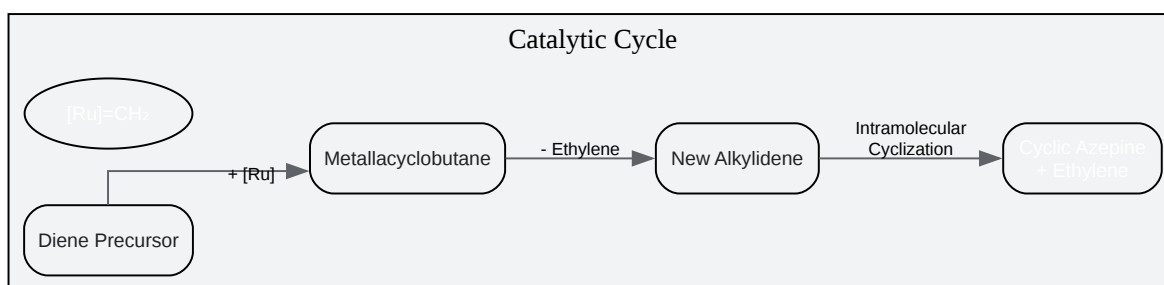 Catalytic Cycle
[Ru]=CH₂
+ [Ru]
Diene Precursor
Metallacyclobutane
- Ethylene
New Alkylidene
Intramolecular
Cyclization
Cyclic Azepine
+ Ethylene